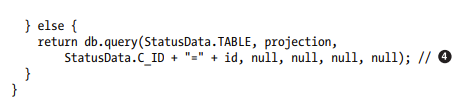 } else {
return db.query(StatusData.TABLE, projection,
StatusData.C_ID + "=" + id, null, null, null, null); // ❹
}
}